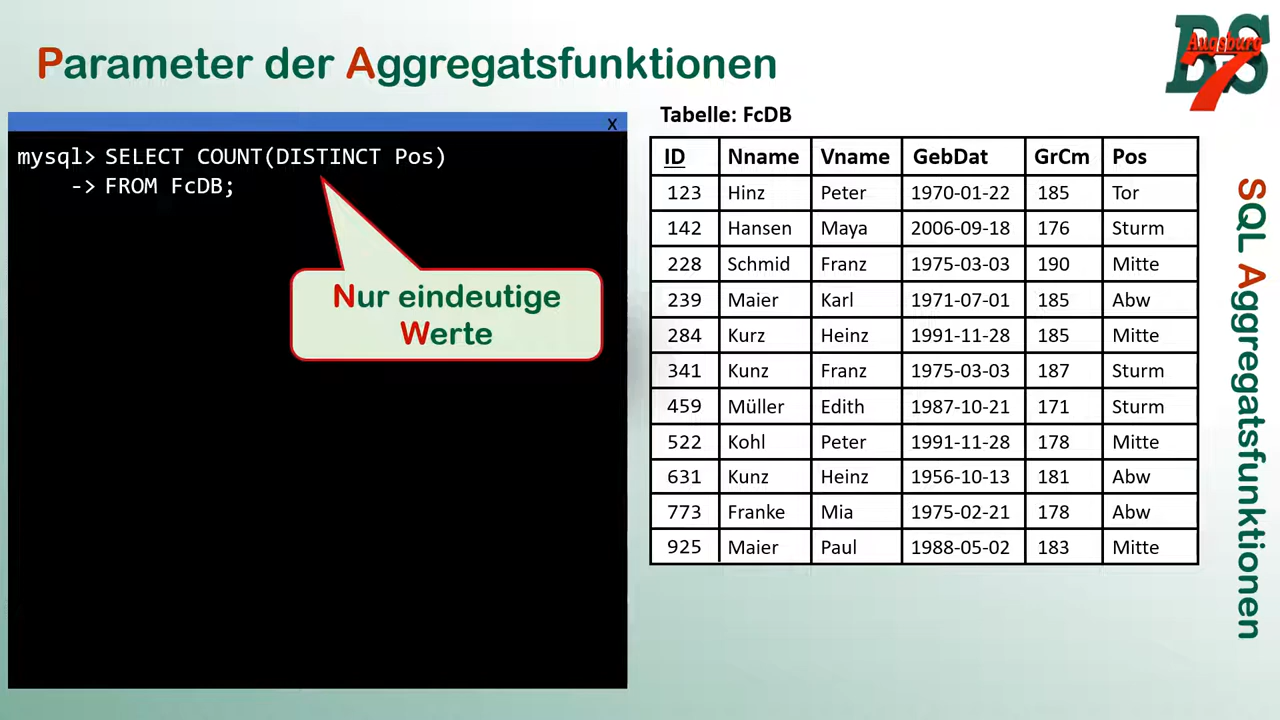 Parameter der Aggregatsfunktionen
BS
Augsburg
7
X
mysql> SELECT COUNT(DISTINCT Pos)
-> FROM FcDB;
Nur eindeutige
Werte
Tabelle: FcDB
ID Nname Vname GebDat GrCm Pos
123 Hinz Peter 1970-01-22 185 Tor
142 Hansen Maya 2006-09-18 176 Sturm
228 Schmid Franz 1975-03-03 190 Mitte
239 Maier Karl 1971-07-01 185 Abw
284 Kurz Heinz 1991-11-28 185 Mitte
341 Kunz Franz 1975-03-03 187 Sturm
459 Müller Edith 1987-10-21 171 Sturm
522 Kohl Peter 1991-11-28 178 Mitte
631 Kunz Heinz 1956-10-13 181 Abw
773 Franke Mia 1975-02-21 178 Abw
925 Maier Paul 1988-05-02 183 Mitte
SQL Aggregatsfunktionen